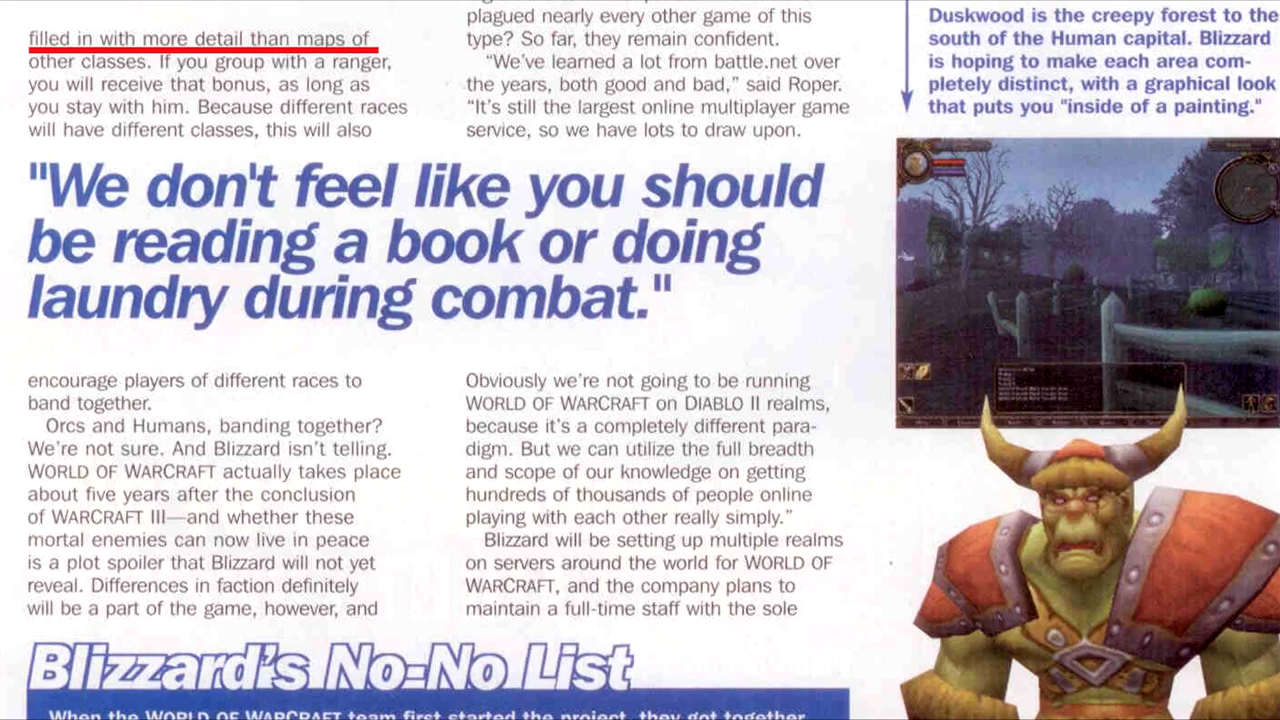 filled in with more detail than maps of
other classes. If you group with a ranger,
you will receive that bonus, as long as
you stay with him. Because different races
will have different classes, this will also
"We don't feel like you should
be reading a book or doing
laundry during combat."
encourage players of different races to
band together.
Orcs and Humans, banding together?
We're not sure. And Blizzard isn't telling.
WORLD OF WARCRAFT actually takes place
about five years after the conclusion
of WARCRAFT III—and whether these
mortal enemies can now live in peace
is a plot spoiler that Blizzard will not yet
reveal. Differences in faction definitely
will be a part of the game, however, and
plagued nearly every other game of this
type? So far, they remain confident.
“We've learned a lot from battle.net over
the years, both good and bad,” said Roper.
“It's still the largest online multiplayer game
service, so we have lots to draw upon.
Obviously we're not going to be running
WORLD OF WARCRAFT on DIABLO II realms,
because it's a completely different para-
digm. But we can utilize the full breadth
and scope of our knowledge on getting
hundreds of thousands of people online
playing with each other really simply.”
Blizzard will be setting up multiple realms
on servers around the world for WORLD OF
WARCRAFT, and the company plans to
maintain a full-time staff with the sole
Duskwood is the creepy forest to the
south of the Human capital. Blizzard
is hoping to make each area com-
pletely distinct, with a graphical look
that puts you "inside of a painting."
Blizzard's No-No List
When the WORLD OF WARCRAFT team first started the project, they got together